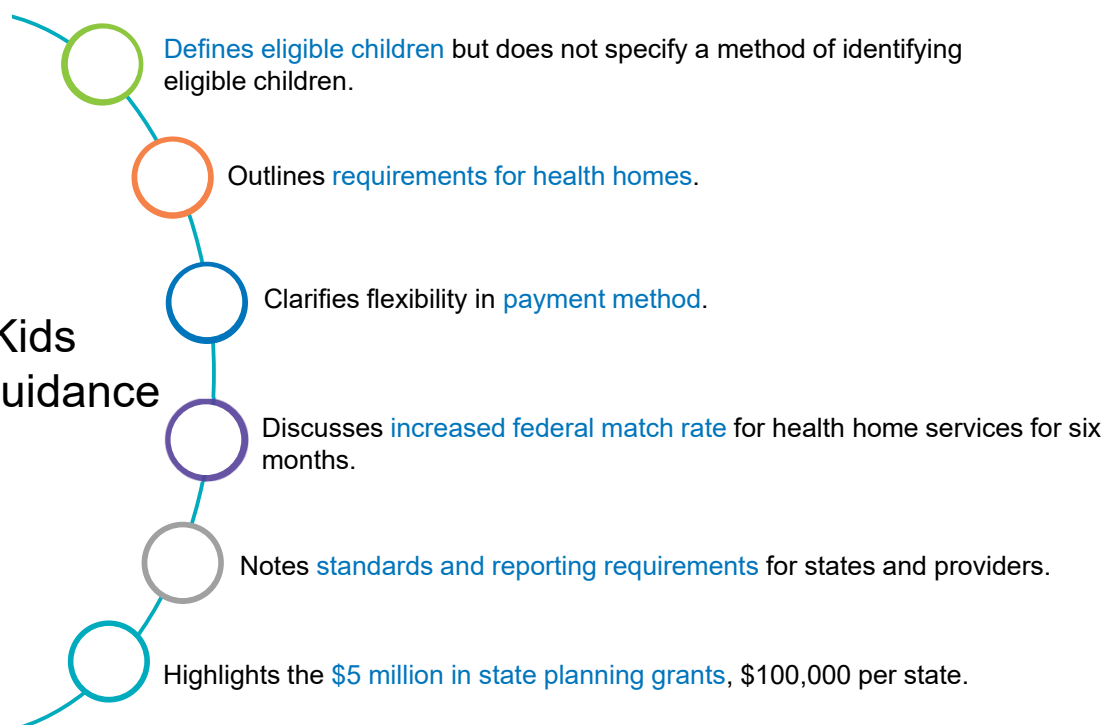 Defines eligible children but does not specify a method of identifying
eligible children.
Outlines requirements for health homes.
Clarifies flexibility in payment method.
Kids
uidance
Discusses increased federal match rate for health home services for six
months.
Notes standards and reporting requirements for states and providers.
Highlights the $5 million in state planning grants, $100,000 per state.